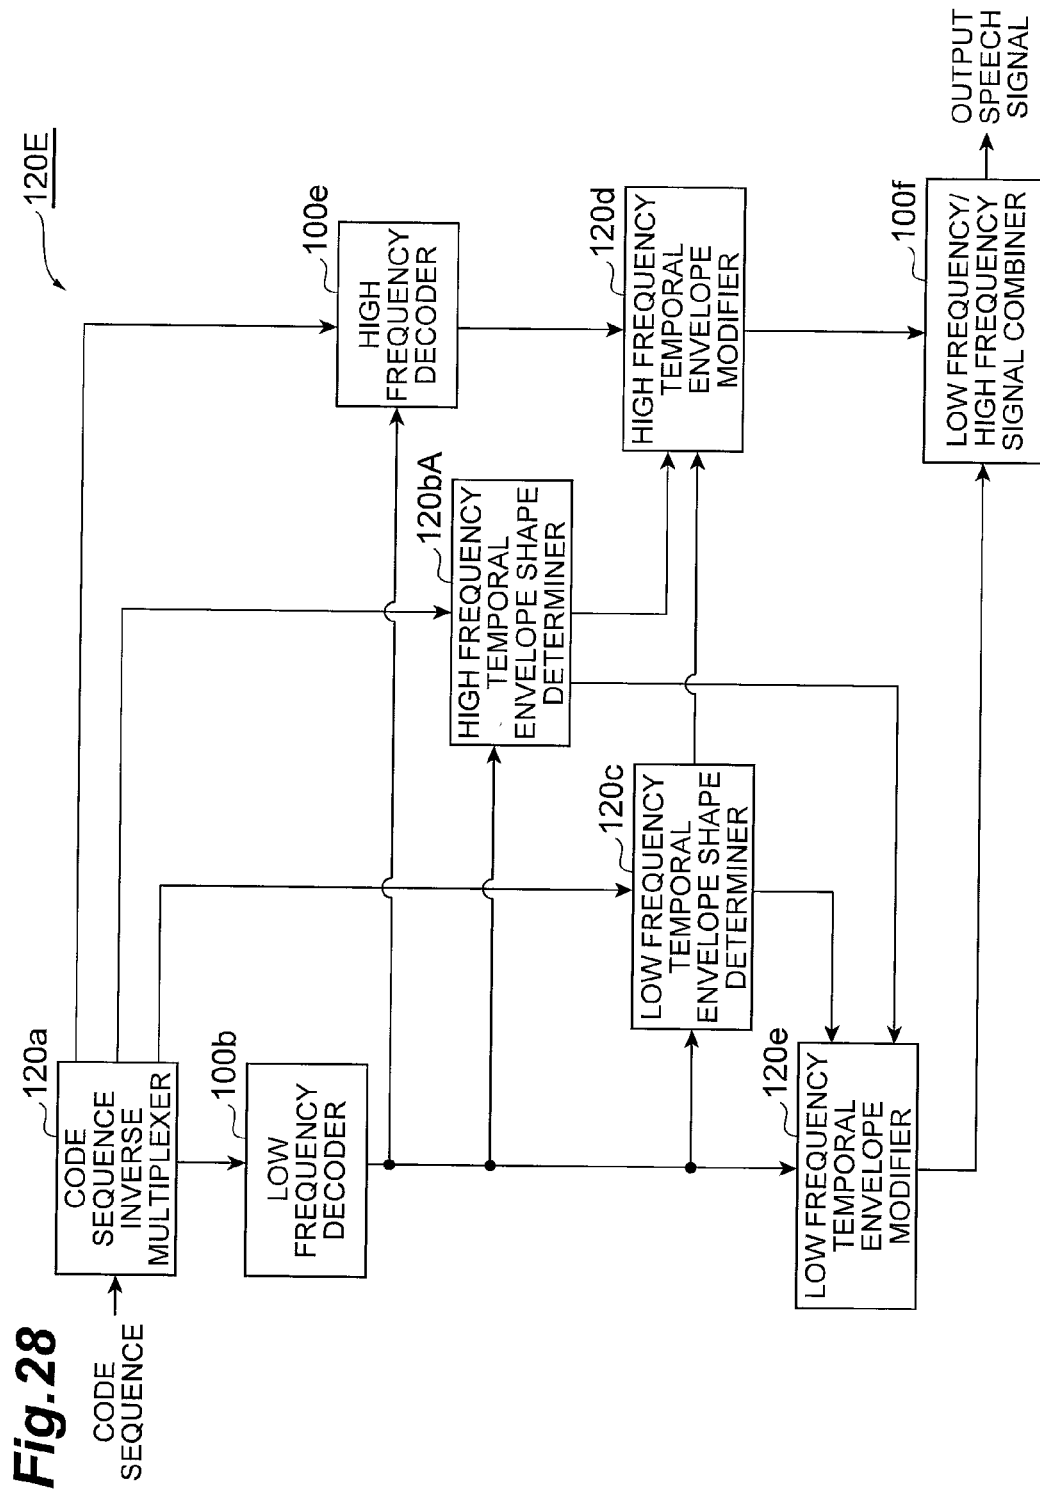 Fig.28
120E
CODE
SEQUENCE
120a
CODE
SEQUENCE
INVERSE
MULTIPLEXER
100b
LOW
FREQUENCY
DECODER
100e
HIGH
FREQUENCY
DECODER
120bA
HIGH FREQUENCY
TEMPORAL
ENVELOPE SHAPE
DETERMINER
120c
LOW FREQUENCY
TEMPORAL
ENVELOPE SHAPE
DETERMINER
120d
HIGH FREQUENCY
TEMPORAL
ENVELOPE
MODIFIER
120e
LOW FREQUENCY
TEMPORAL
ENVELOPE
MODIFIER
100f
LOW FREQUENCY/
HIGH FREQUENCY
SIGNAL COMBINER
OUTPUT
SPEECH
SIGNAL